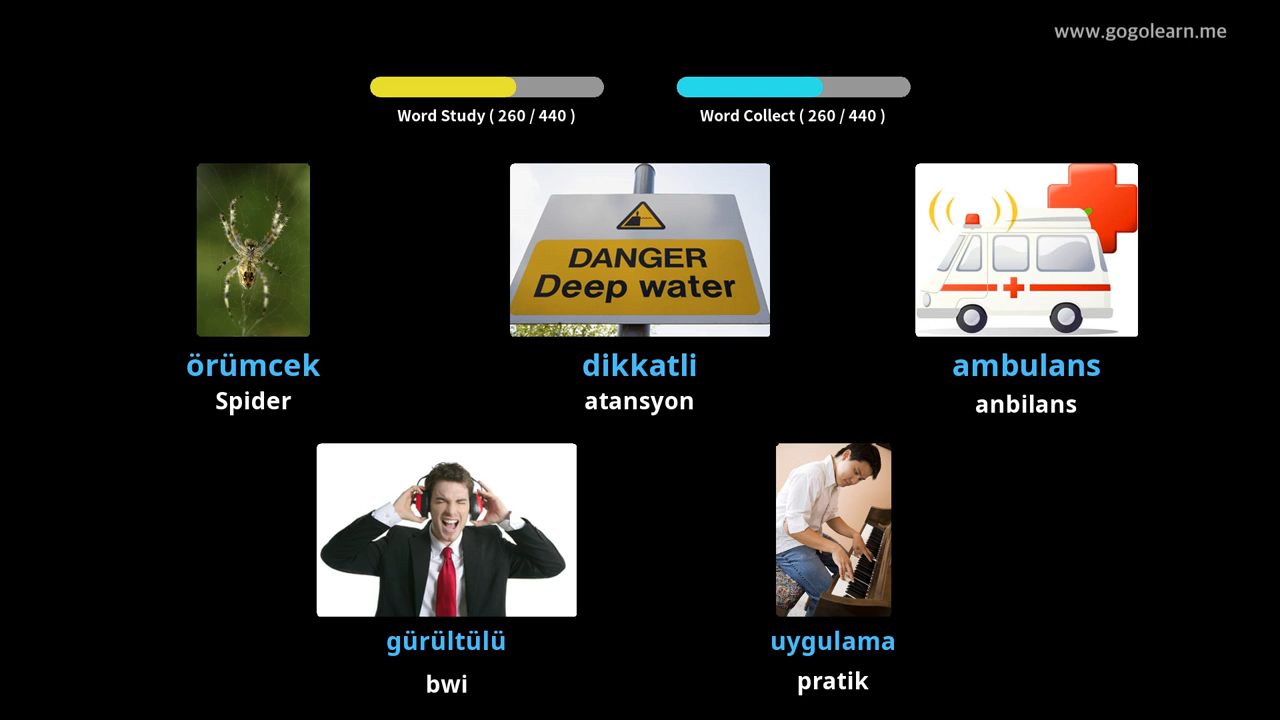 www.gogolearn.me
Word Study ( 260 / 440 )
Word Collect ( 260 / 440 )
DANGER
Deep water
örümcek
dikkatli
ambulans
Spider
atansyon
anbilans
gürültülü
uygulama
bwi
pratik